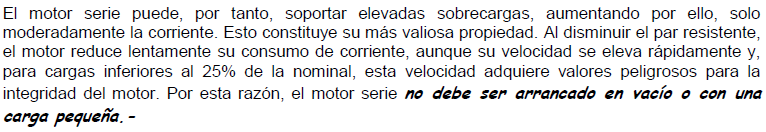 El motor serie puede, por tanto, soportar elevadas sobrecargas, aumentando por ello, solo
moderadamente la corriente. Esto constituye su más valiosa propiedad. Al disminuir el par resistente,
el motor reduce lentamente su consumo de corriente, aunque su velocidad se eleva rápidamente y,
para cargas inferiores al 25% de la nominal, esta velocidad adquiere valores peligrosos para la
integridad del motor. Por esta razón, el motor serie no debe ser arrancado en vacío o con una
carga pequeña.-